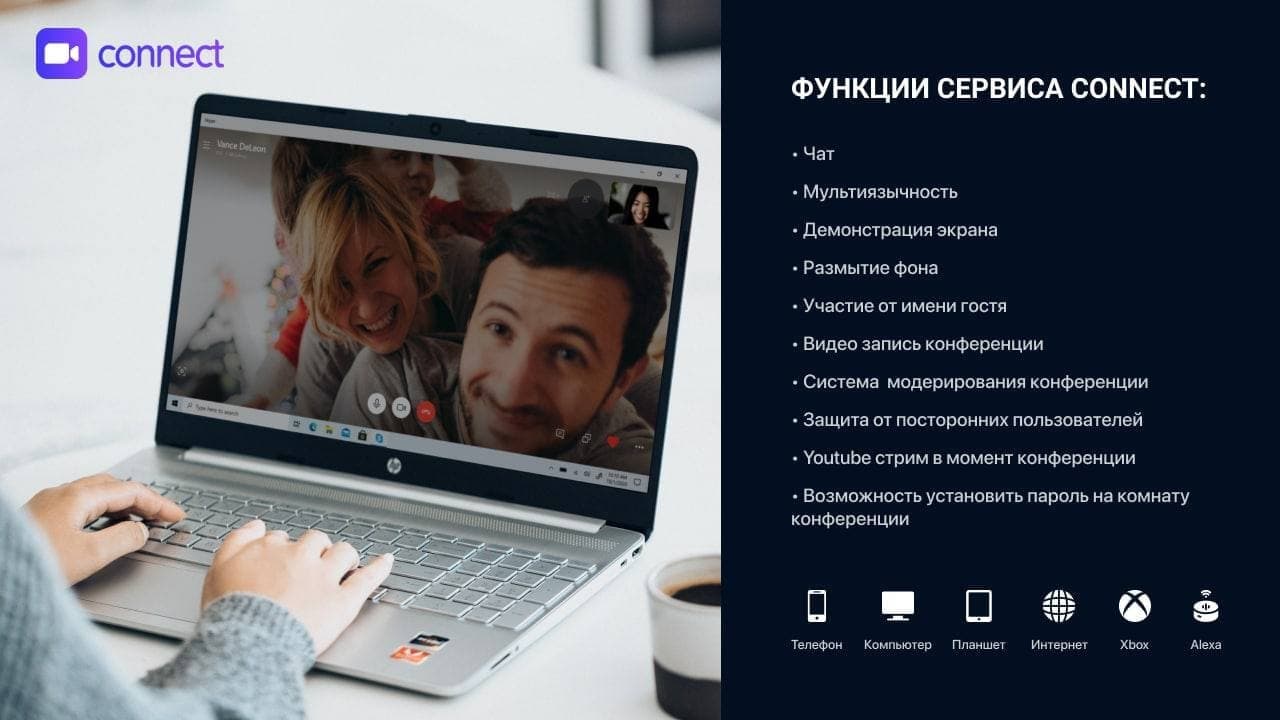 connect
ФУНКЦИИ СЕРВИСА CONNECT:
• Чат
• Мультиязычность
• Демонстрация экрана
• Размытие фона
• Участие от имени гостя
• Видео запись конференции
• Система модерирования конференции
• Защита от посторонних пользователей
• Youtube стрим в момент конференции
• Возможность установить пароль на комнату
конференции
Телефон Компьютер Планшет Интернет Xbox Alexa
Vance DeLeon
Type here to search
hp